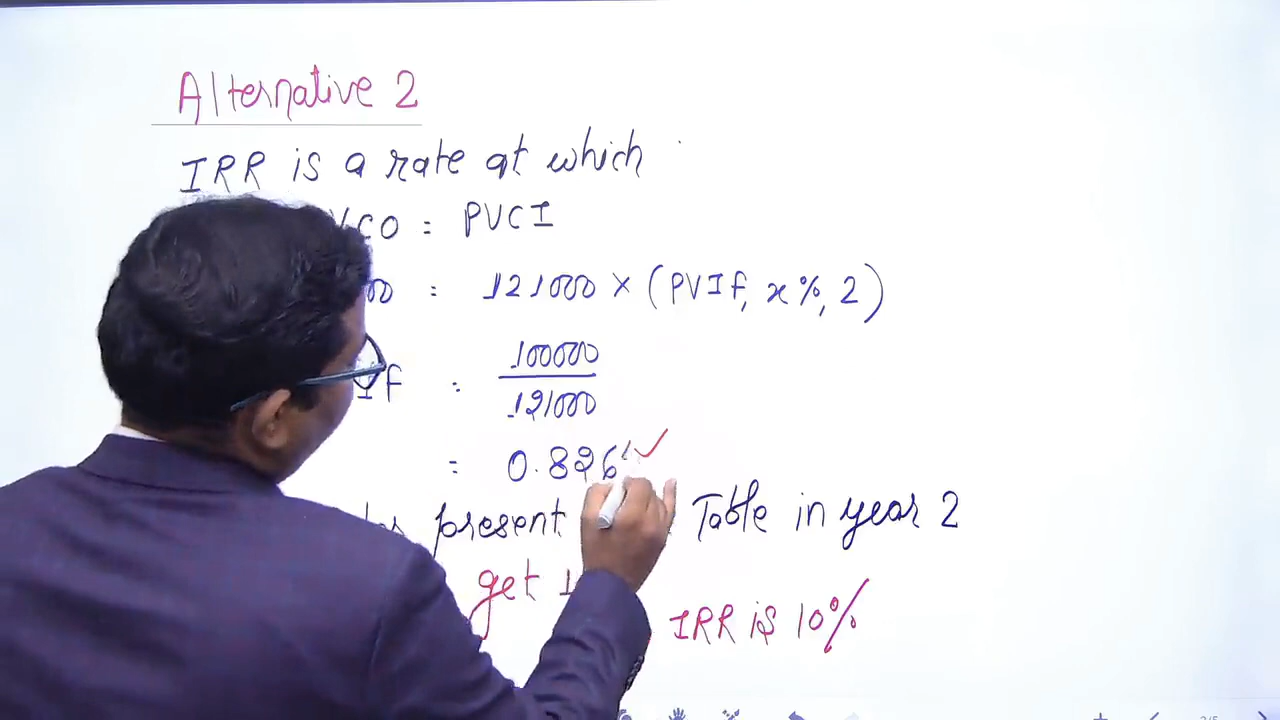 Alternative 2
IRR is a rate at which
CO = PVCI
= 121000 × (PVIF, x%, 2)
IF = 100000 / 121000
= 0.826
present Table in year 2
get
IRR is 10%